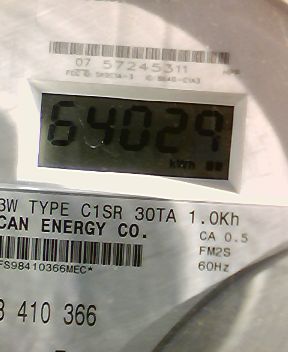 07 57245311
64029
kWh
3W TYPE C1SR 30TA 1.0Kh
CAN ENERGY CO.
CA 0.5
FM2S
60Hz
FS98410366MEC*
8 410 366